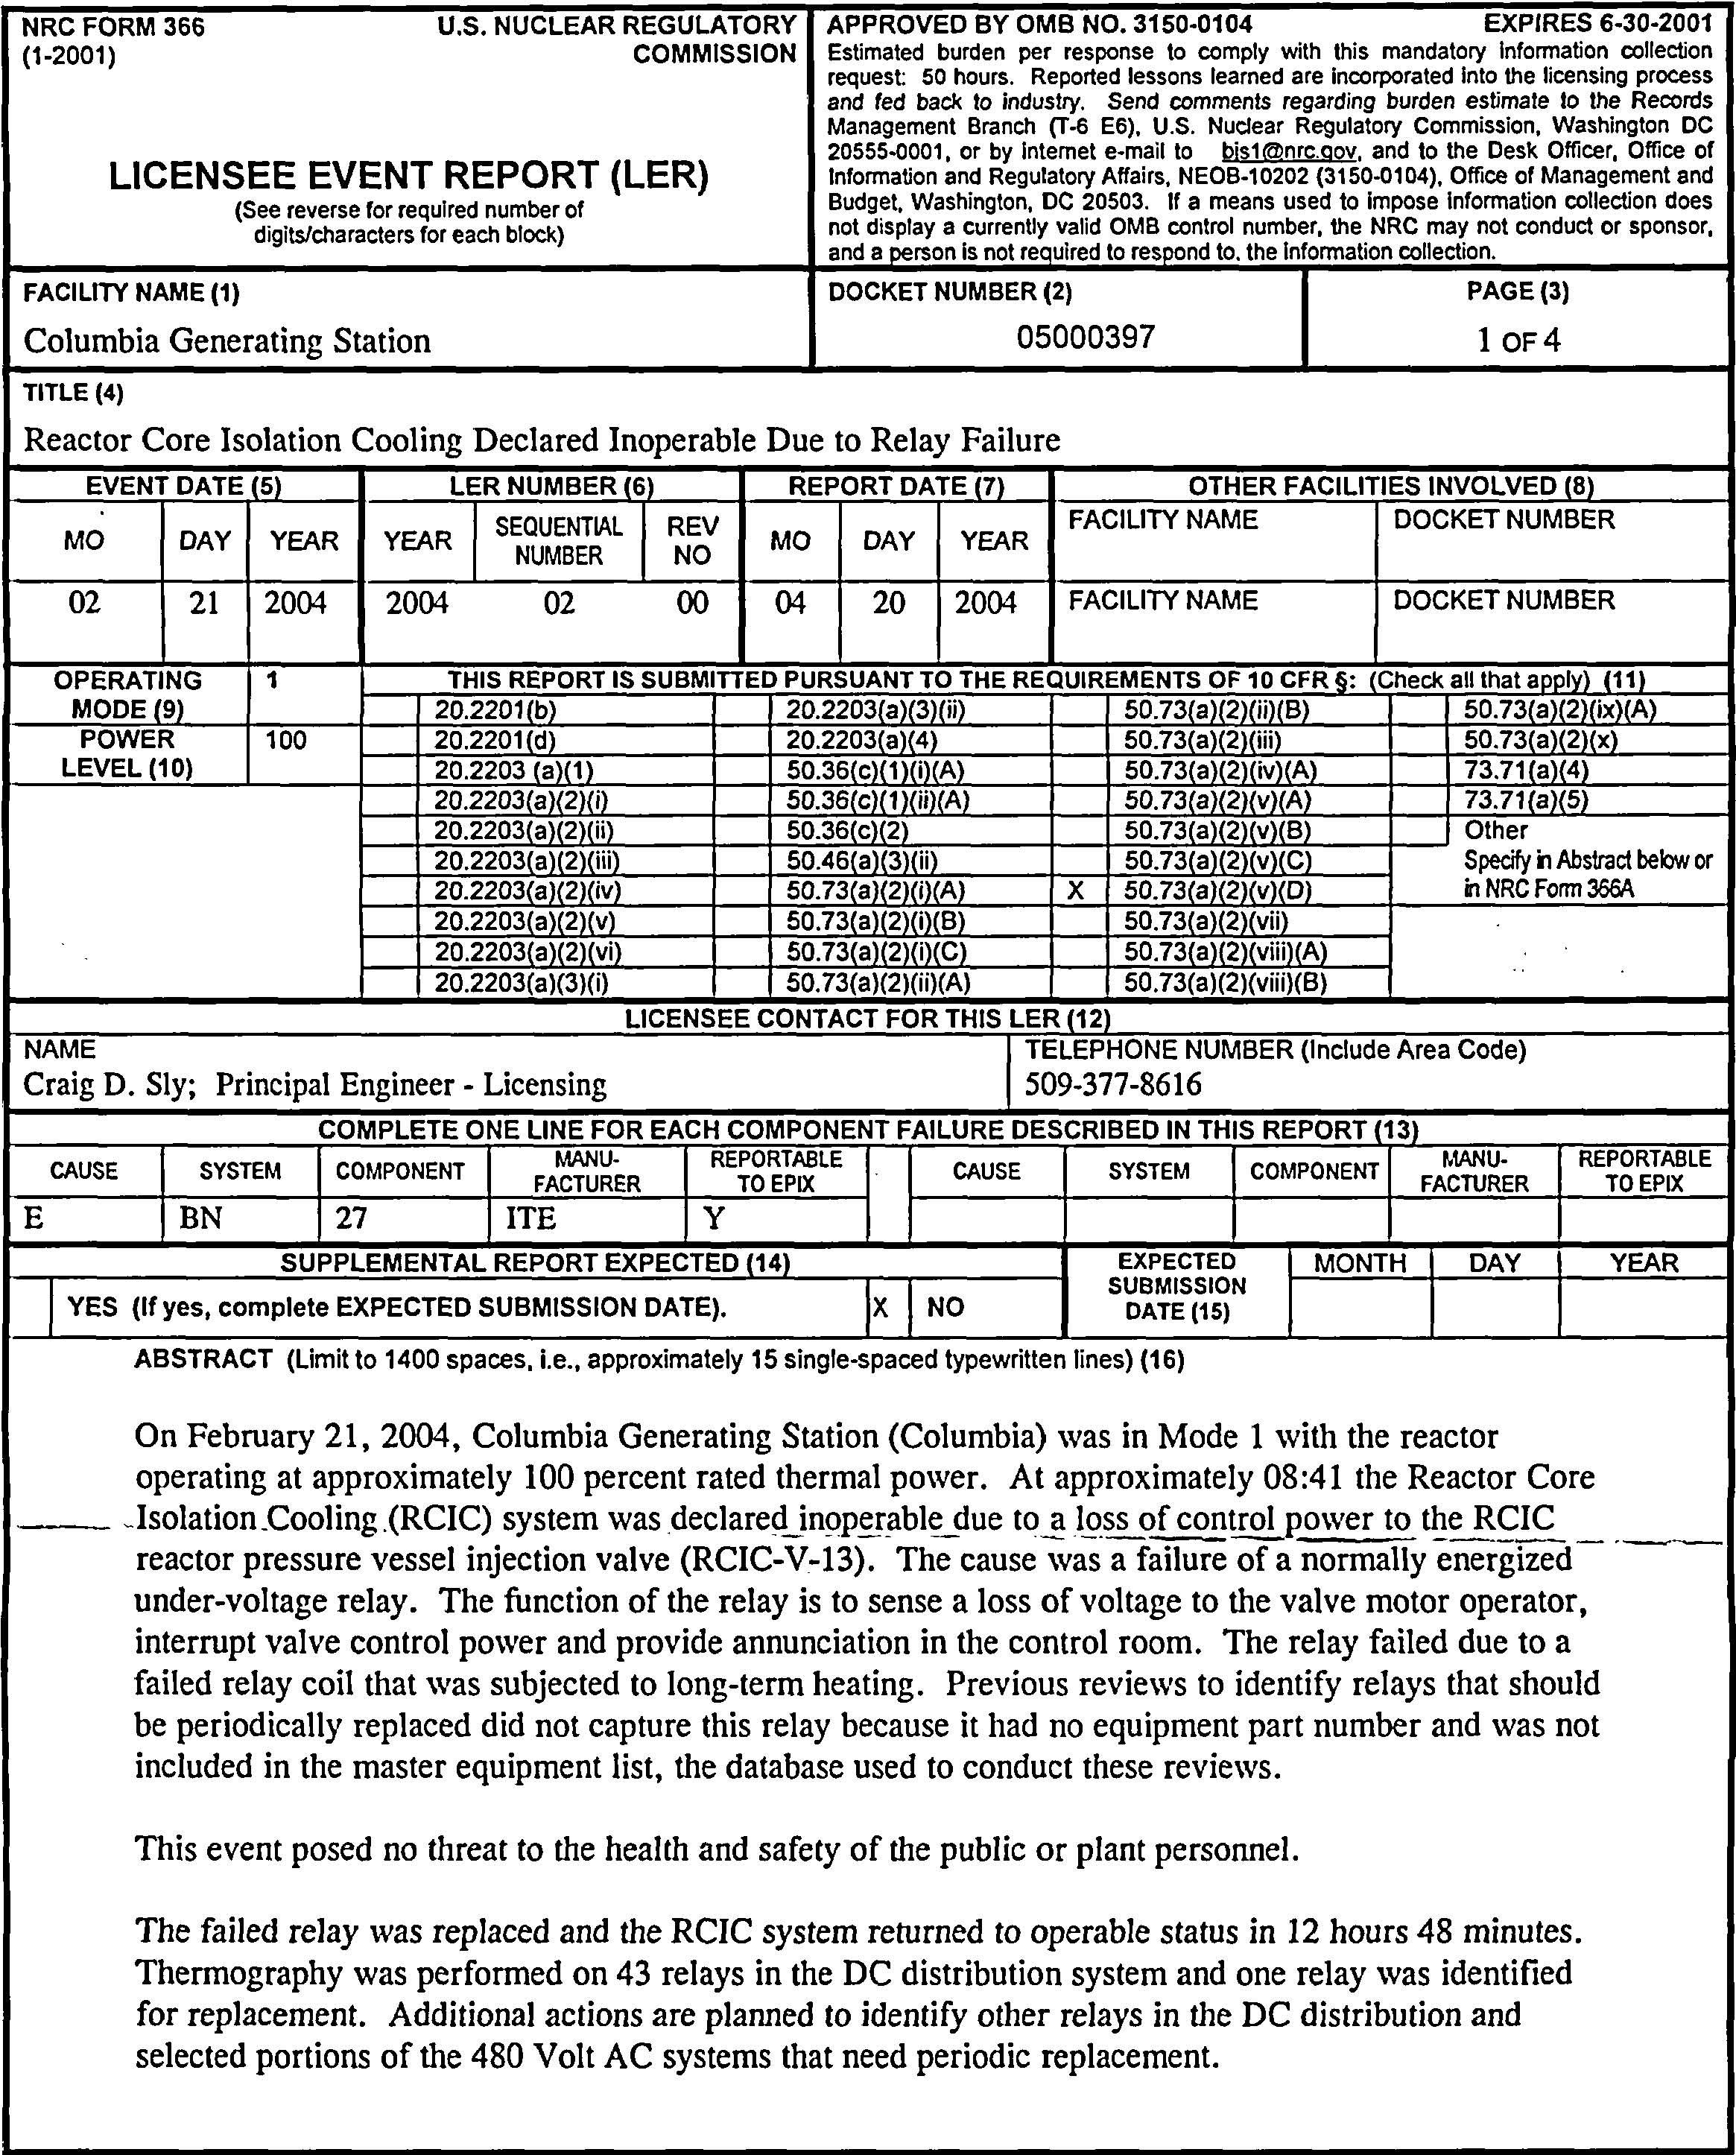 NRC FORM 366 U.S. NUCLEAR REGULATORY
(1-2001) COMMISSION
LICENSEE EVENT REPORT (LER)
(See reverse for required number of
digits/characters for each block)
APPROVED BY OMB NO. 3150-0104 EXPIRES 6-30-2001
Estimated burden per response to comply with this mandatory information collection
request: 50 hours. Reported lessons learned are incorporated into the licensing process
and fed back to industry. Send comments regarding burden estimate to the Records
Management Branch (T-6 E6), U.S. Nuclear Regulatory Commission, Washington DC
20555-0001, or by internet e-mail to bjs1@nrc.gov, and to the Desk Officer, Office of
Information and Regulatory Affairs, NEOB-10202 (3150-0104), Office of Management and
Budget, Washington, DC 20503. If a means used to impose information collection does
not display a currently valid OMB control number, the NRC may not conduct or sponsor,
and a person is not required to respond to, the information collection.
FACILITY NAME (1) DOCKET NUMBER (2) PAGE (3)
Columbia Generating Station 05000397 1 OF 4
TITLE (4)
Reactor Core Isolation Cooling Declared Inoperable Due to Relay Failure
EVENT DATE (5) LER NUMBER (6) REPORT DATE (7) OTHER FACILITIES INVOLVED (8)
MO DAY YEAR YEAR SEQUENTIAL NUMBER REV NO MO DAY YEAR FACILITY NAME DOCKET NUMBER
02 21 2004 2004 02 00 04 20 2004 FACILITY NAME DOCKET NUMBER
OPERATING MODE (9) 1 THIS REPORT IS SUBMITTED PURSUANT TO THE REQUIREMENTS OF 10 CFR §: (Check all that apply) (11)
20.2201(b) 20.2203(a)(3)(ii) 50.73(a)(2)(ii)(B) 50.73(a)(2)(ix)(A)
POWER LEVEL (10) 100 20.2201(d) 20.2203(a)(4) 50.73(a)(2)(iii) 50.73(a)(2)(x)
20.2203 (a)(1) 50.36(c)(1)(i)(A) 50.73(a)(2)(iv)(A) 73.71(a)(4)
20.2203(a)(2)(i) 50.36(c)(1)(ii)(A) 50.73(a)(2)(v)(A) 73.71(a)(5)
20.2203(a)(2)(ii) 50.36(c)(2) 50.73(a)(2)(v)(B) Other
20.2203(a)(2)(iii) 50.46(a)(3)(ii) 50.73(a)(2)(v)(C) Specify in Abstract below or
20.2203(a)(2)(iv) 50.73(a)(2)(i)(A) X 50.73(a)(2)(v)(D) in NRC Form 366A
20.2203(a)(2)(v) 50.73(a)(2)(i)(B) 50.73(a)(2)(vii)
20.2203(a)(2)(vi) 50.73(a)(2)(i)(C) 50.73(a)(2)(viii)(A)
20.2203(a)(3)(i) 50.73(a)(2)(ii)(A) 50.73(a)(2)(viii)(B)
LICENSEE CONTACT FOR THIS LER (12)
NAME TELEPHONE NUMBER (Include Area Code)
Craig D. Sly; Principal Engineer - Licensing 509-377-8616
COMPLETE ONE LINE FOR EACH COMPONENT FAILURE DESCRIBED IN THIS REPORT (13)
CAUSE SYSTEM COMPONENT MANU-FACTURER REPORTABLE TO EPIX CAUSE SYSTEM COMPONENT MANU-FACTURER REPORTABLE TO EPIX
E BN 27 ITE Y
SUPPLEMENTAL REPORT EXPECTED (14) EXPECTED SUBMISSION DATE (15) MONTH DAY YEAR
YES (If yes, complete EXPECTED SUBMISSION DATE). X NO
ABSTRACT (Limit to 1400 spaces, i.e., approximately 15 single-spaced typewritten lines) (16)
On February 21, 2004, Columbia Generating Station (Columbia) was in Mode 1 with the reactor
operating at approximately 100 percent rated thermal power. At approximately 08:41 the Reactor Core
Isolation Cooling (RCIC) system was declared inoperable due to a loss of control power to the RCIC
reactor pressure vessel injection valve (RCIC-V-13). The cause was a failure of a normally energized
under-voltage relay. The function of the relay is to sense a loss of voltage to the valve motor operator,
interrupt valve control power and provide annunciation in the control room. The relay failed due to a
failed relay coil that was subjected to long-term heating. Previous reviews to identify relays that should
be periodically replaced did not capture this relay because it had no equipment part number and was not
included in the master equipment list, the database used to conduct these reviews.
This event posed no threat to the health and safety of the public or plant personnel.
The failed relay was replaced and the RCIC system returned to operable status in 12 hours 48 minutes.
Thermography was performed on 43 relays in the DC distribution system and one relay was identified
for replacement. Additional actions are planned to identify other relays in the DC distribution and
selected portions of the 480 Volt AC systems that need periodic replacement.